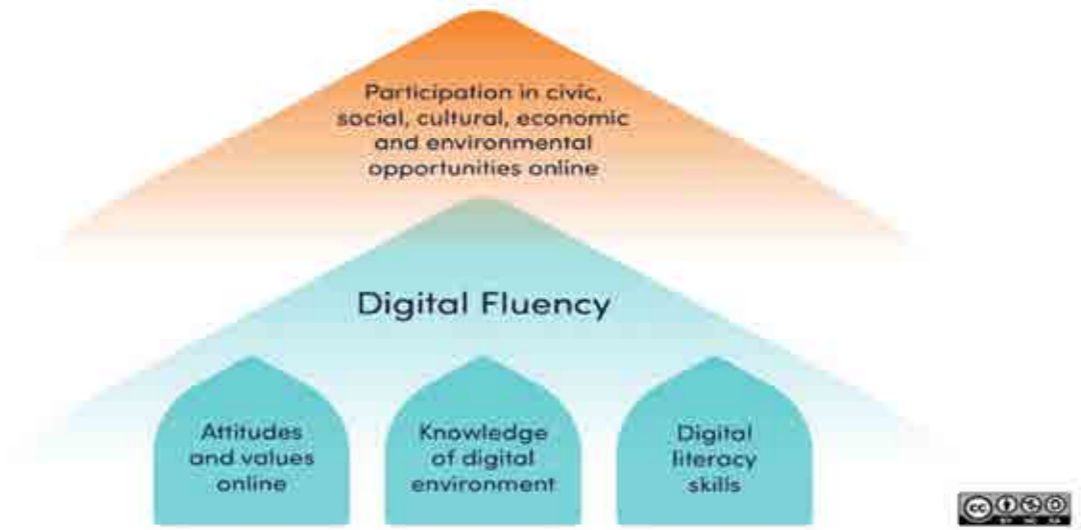 Participation in civic,
social, cultural, economic
and environmental
opportunities online
Digital Fluency
Attitudes
and values
online
Knowledge
of digital
environment
Digital
literacy
skills
cc